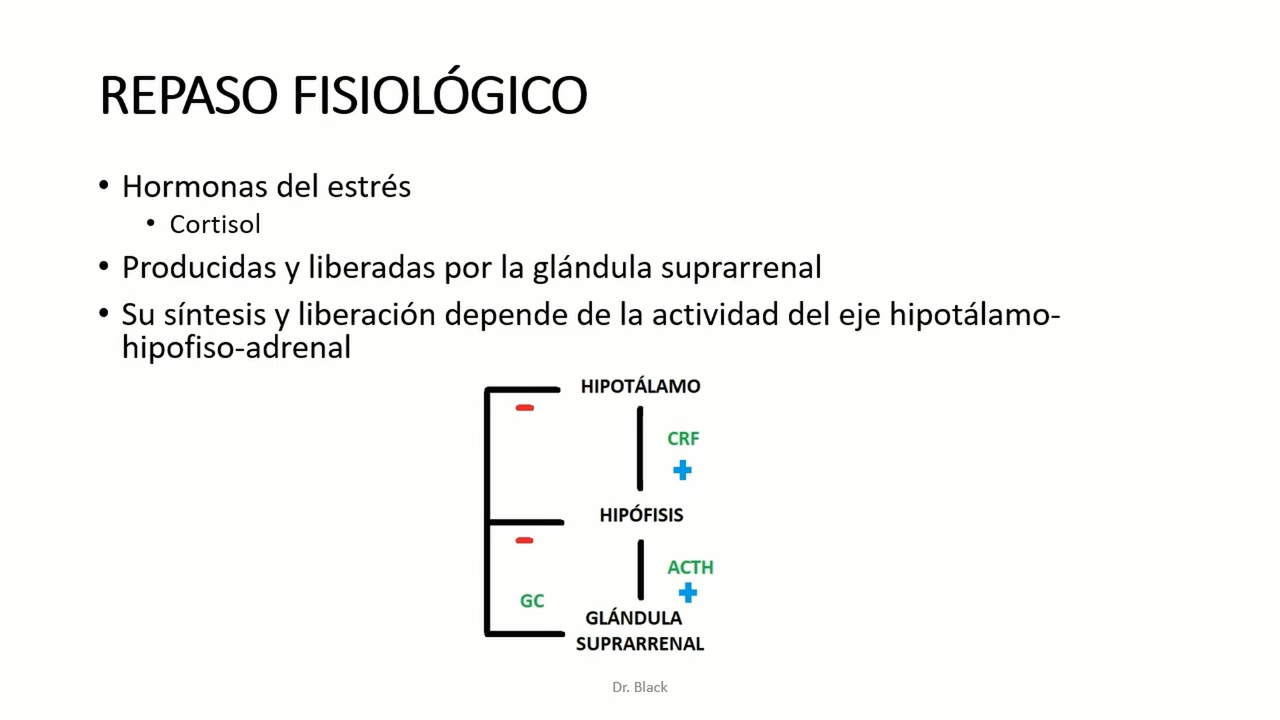 REPASO FISIOLÓGICO
• Hormonas del estrés
• Cortisol
• Producidas y liberadas por la glándula suprarrenal
• Su síntesis y liberación depende de la actividad del eje hipotálamo-
hipofiso-adrenal
HIPOTÁLAMO
CRF
HIPÓFISIS
ACTH
GC
GLÁNDULA
SUPRARRENAL
Dr. Black